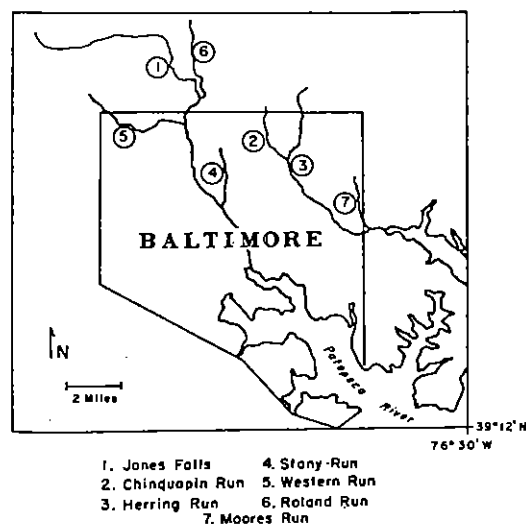 6
1
5
2
3
4
7
BALTIMORE
N
2 Miles
Patapsco
River
39°12'N
76°30'W
1. Jones Falls 4. Stony-Run
2. Chinquapin Run 5. Western Run
3. Herring Run 6. Roland Run
7. Moores Run